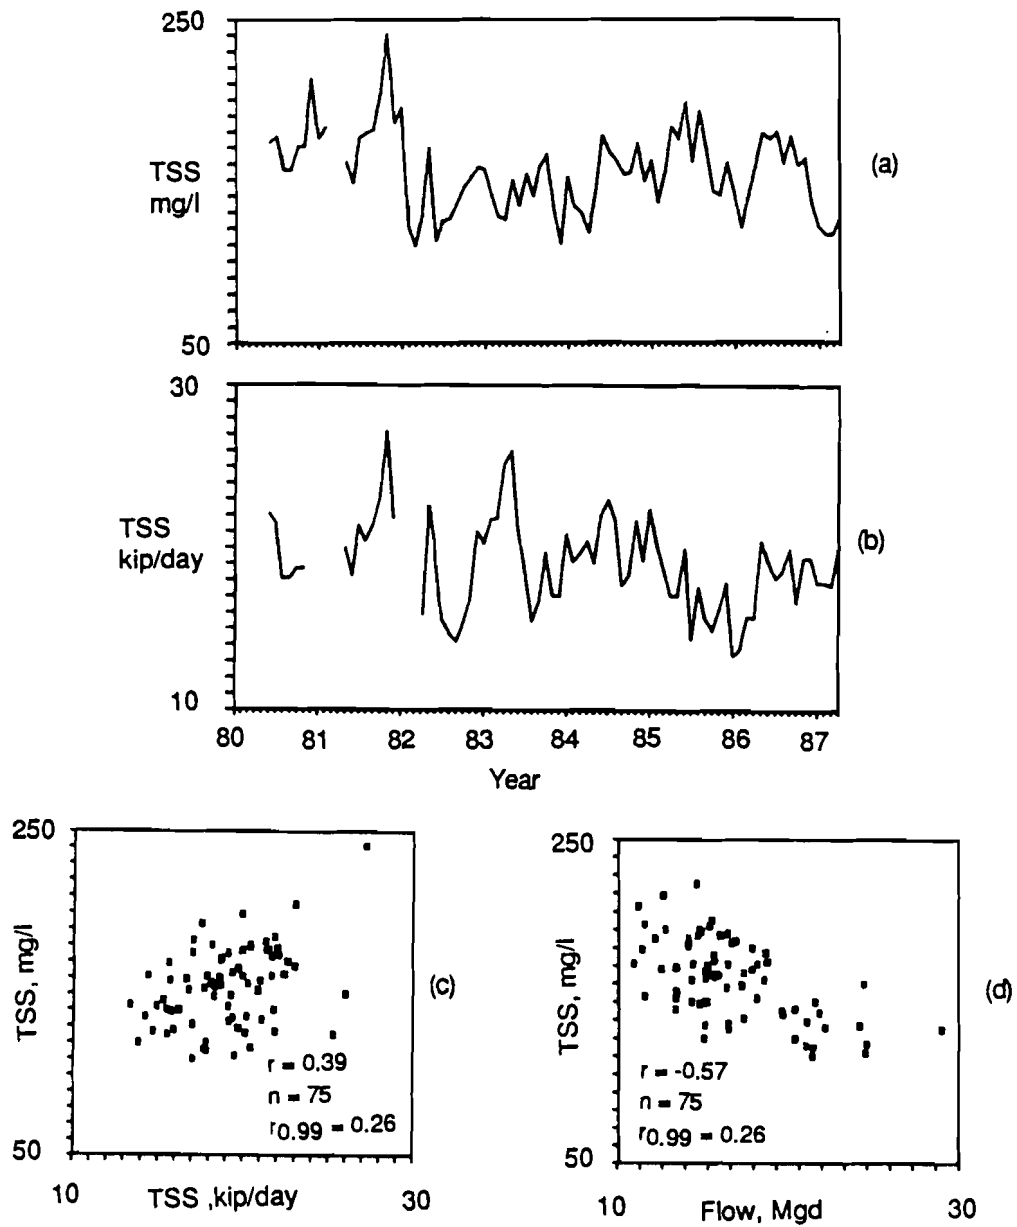 250
TSS
mg/l
(a)
50
30
TSS
kip/day
(b)
10
80 81 82 83 84 85 86 87
Year
250
TSS, mg/l
(c)
r = 0.39
n = 75
r0.99 = 0.26
50
10 TSS ,kip/day 30
250
TSS, mg/l
(d)
r = -0.57
n = 75
r0.99 = 0.26
50
10 Flow, Mgd 30